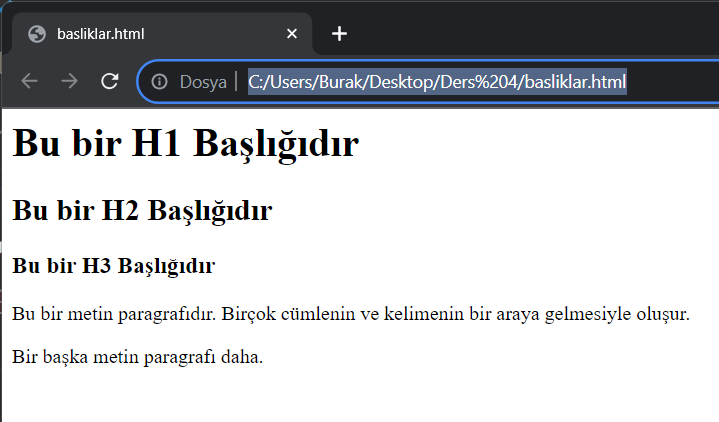 basliklar.html
Dosya | C:/Users/Burak/Desktop/Ders%204/basliklar.html
Bu bir H1 Başlığıdır
Bu bir H2 Başlığıdır
Bu bir H3 Başlığıdır
Bu bir metin paragrafıdır. Birçok cümlenin ve kelimenin bir araya gelmesiyle oluşur.
Bir başka metin paragrafı daha.